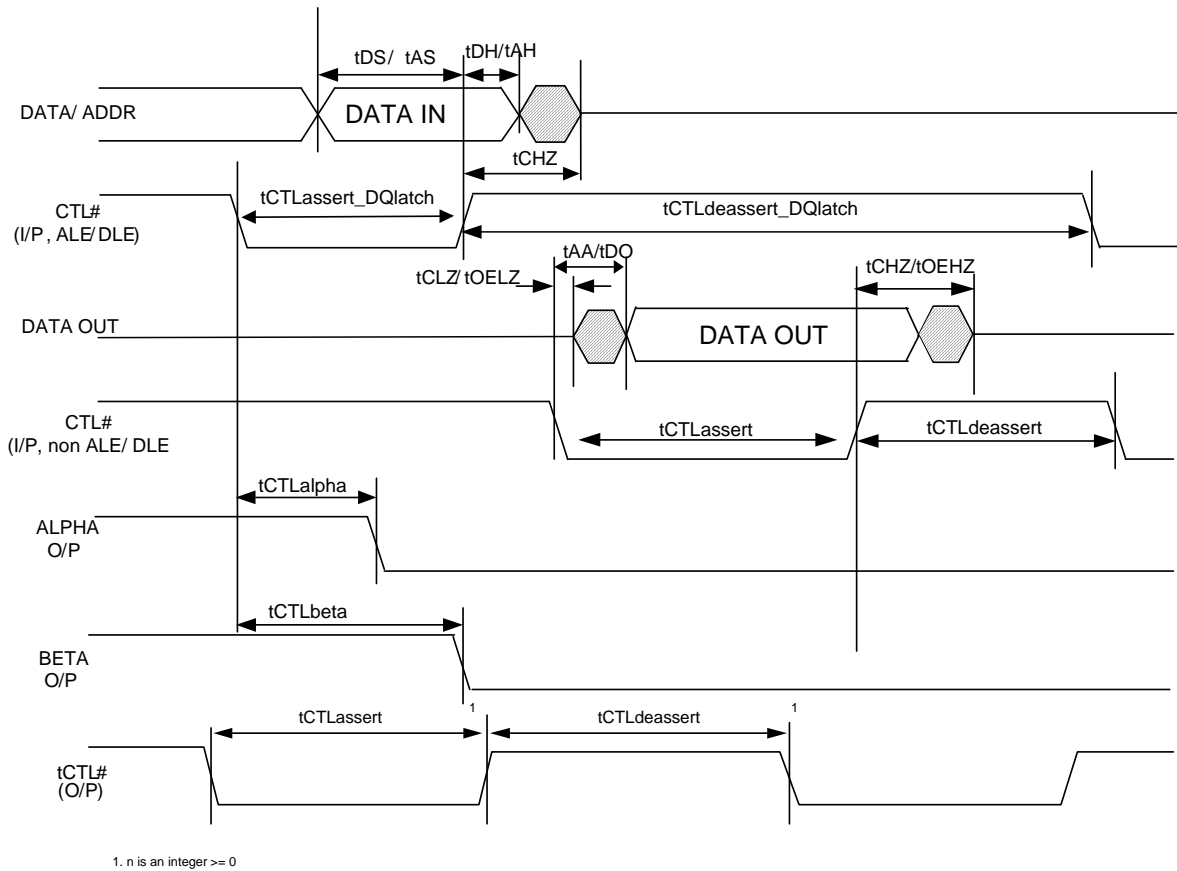 tDS/ tAS
tDH/tAH
DATA/ ADDR
DATA IN
tCHZ
tCTLassert_DQlatch
tCTLdeassert_DQlatch
CTL#
(I/P, ALE/ DLE)
tAA/tDO
tCLZ/ tOELZ
tCHZ/tOEHZ
DATA OUT
DATA OUT
CTL#
(I/P, non ALE/ DLE
tCTLassert
tCTLdeassert
tCTLalpha
ALPHA
O/P
tCTLbeta
BETA
O/P
tCTLassert
1
tCTLdeassert
1
tCTL#
(O/P)
1. n is an integer >= 0